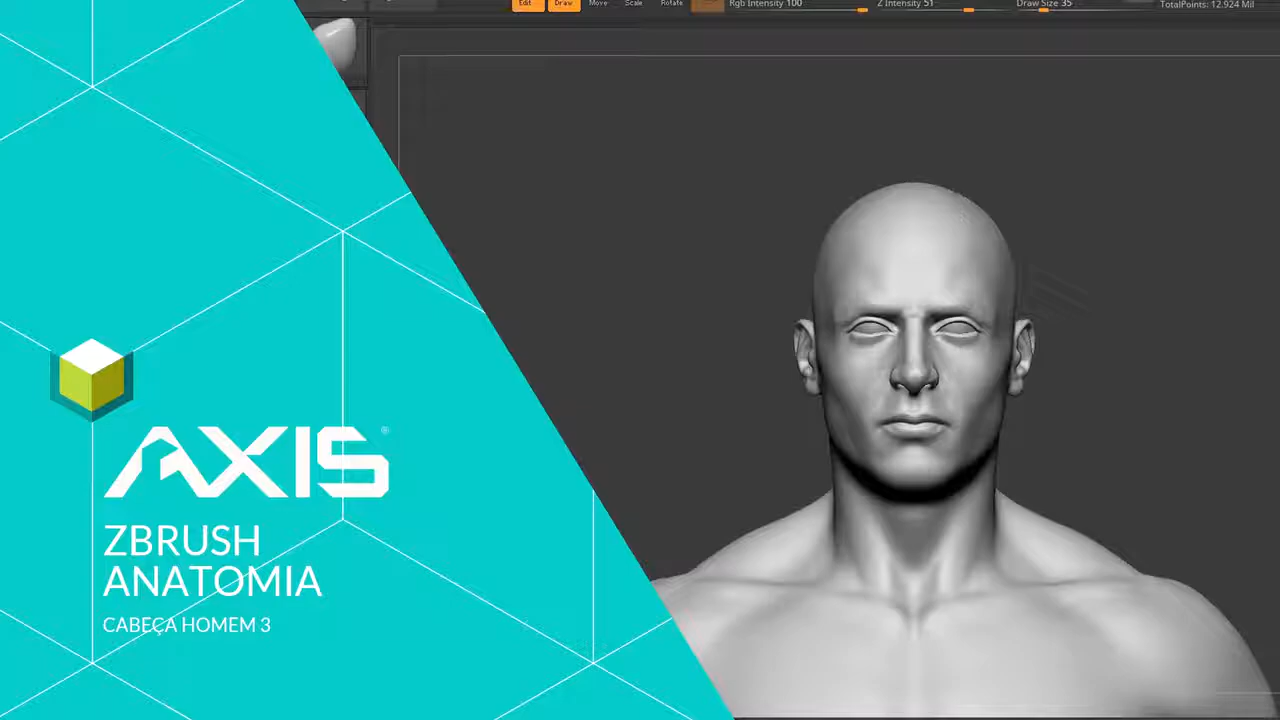 Edit Draw Move Scale Rotate Rgb Intensity 100 Z Intensity 51 Draw Size 35 TotalPoints: 12.924 Mil
AXIS®
ZBRUSH
ANATOMIA
CABEÇA HOMEM 3